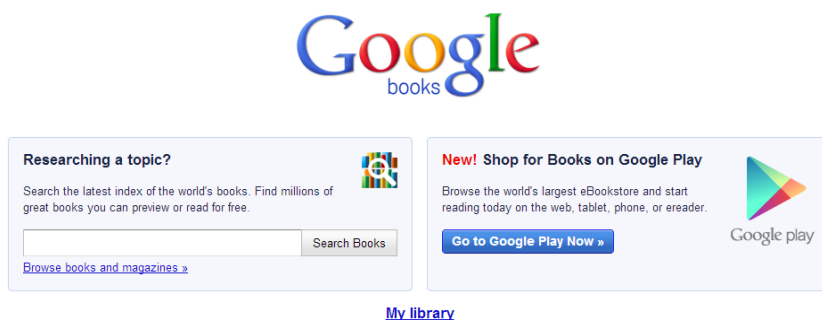 Google
books
Researching a topic?
Search the latest index of the world's books. Find millions of
great books you can preview or read for free.
Search Books
Browse books and magazines »
New! Shop for Books on Google Play
Browse the world's largest eBookstore and start
reading today on the web, tablet, phone, or ereader.
Go to Google Play Now »
Google play
My library